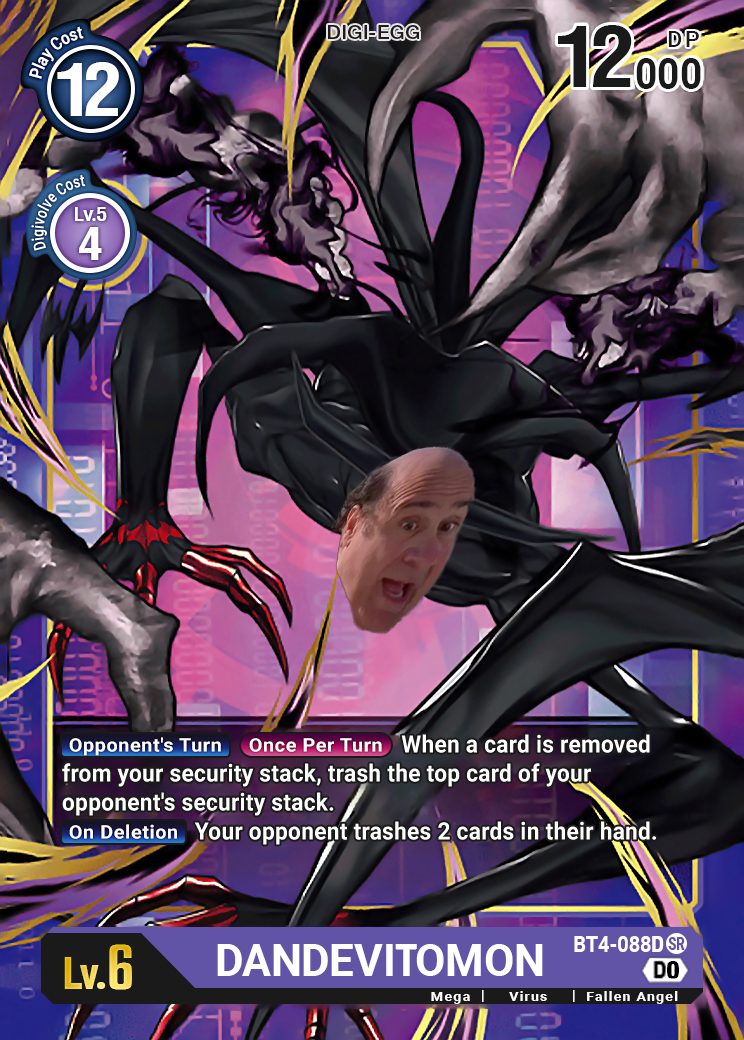 DIGI-EGG
Play Cost
12
12000
DP
Digivolve Cost
Lv.5
4
Opponent's Turn Once Per Turn When a card is removed
from your security stack, trash the top card of your
opponent's security stack.
On Deletion Your opponent trashes 2 cards in their hand.
Lv.6
DANDEVITOMON
BT4-088D SR
DO
Mega | Virus | Fallen Angel